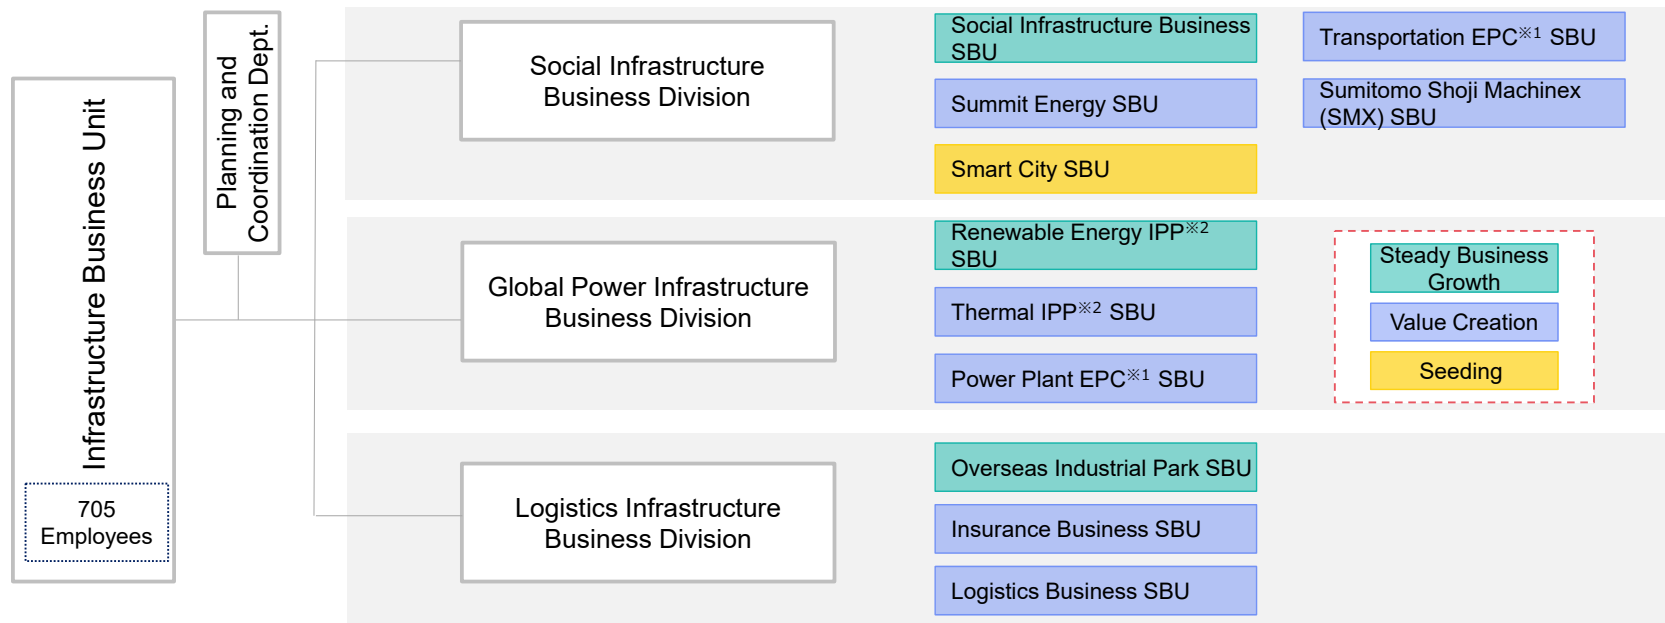 Infrastructure Business Unit
705
Employees
Planning and
Coordination Dept.
Social Infrastructure
Business Division
Social Infrastructure Business
SBU
Summit Energy SBU
Smart City SBU
Transportation EPC※1 SBU
Sumitomo Shoji Machinex
(SMX) SBU
Global Power Infrastructure
Business Division
Renewable Energy IPP※2
SBU
Thermal IPP※2 SBU
Power Plant EPC※1 SBU
Steady Business
Growth
Value Creation
Seeding
Logistics Infrastructure
Business Division
Overseas Industrial Park SBU
Insurance Business SBU
Logistics Business SBU